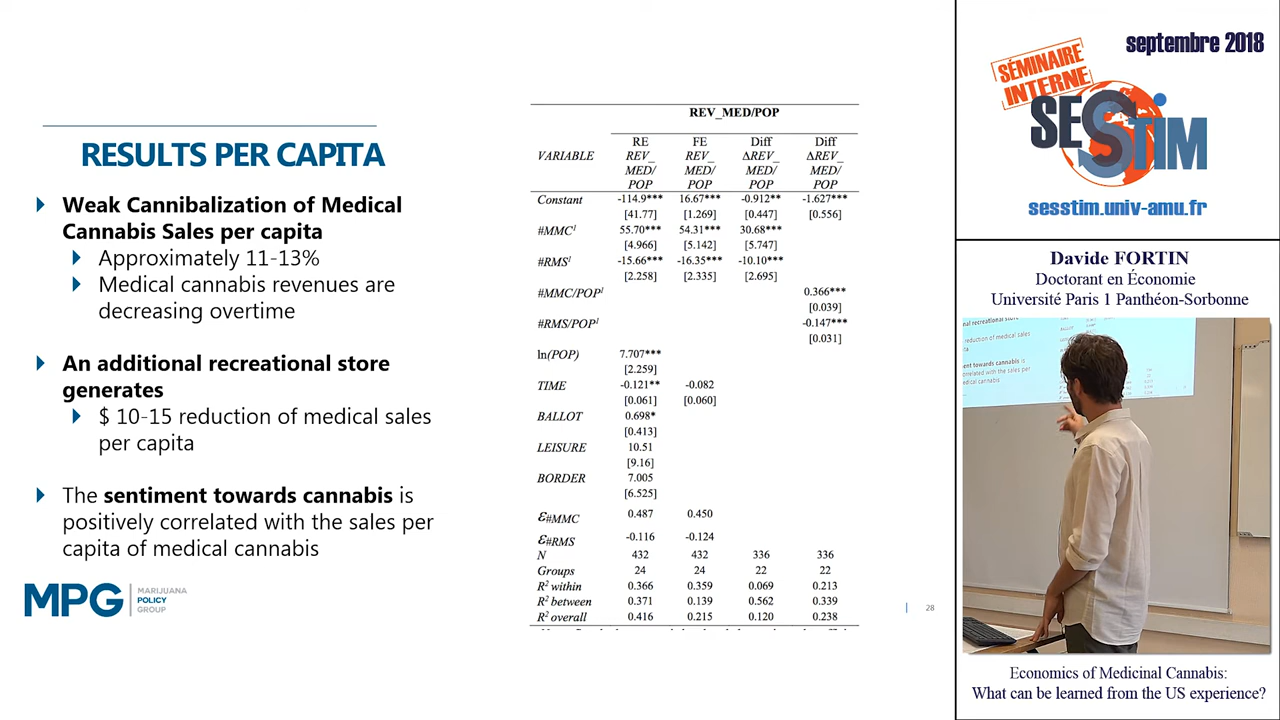 RESULTS PER CAPITA
Weak Cannibalization of Medical
Cannabis Sales per capita
Approximately 11-13%
Medical cannabis revenues are
decreasing overtime
An additional recreational store
generates
$ 10-15 reduction of medical sales
per capita
The sentiment towards cannabis is
positively correlated with the sales per
capita of medical cannabis
MPG
MARIJUANA
POLICY
GROUP
REV_MED/POP
RE FE Diff Diff
VARIABLE REV_ REV_ ΔREV_ ΔREV_
MED/ MED/ MED/ MED/
POP POP POP POP
Constant -114.9*** 16.67*** -0.912** -1.627***
[41.77] [1.269] [0.447] [0.556]
#MMC¹ 55.70*** 54.31*** 30.68***
[4.966] [5.142] [5.747]
#RMS¹ -15.66*** -16.35*** -10.10***
[2.258] [2.335] [2.695]
#MMC/POP¹ 0.366***
[0.039]
#RMS/POP¹ -0.147***
[0.031]
ln(POP) 7.707***
[2.259]
TIME -0.121** -0.082
[0.061] [0.060]
BALLOT 0.698*
[0.413]
LEISURE 10.51
[9.16]
BORDER 7.005
[6.525]
ε#MMC 0.487 0.450
ε#RMS -0.116 -0.124
N 432 432 336 336
Groups 24 24 22 22
R² within 0.366 0.359 0.069 0.213
R² between 0.371 0.139 0.562 0.339
R² overall 0.416 0.215 0.120 0.238
28
septembre 2018
SÉMINAIRE
INTERNE
SESSTIM
sesstim.univ-amu.fr
Davide FORTIN
Doctorant en Économie
Université Paris 1 Panthéon-Sorbonne
Economics of Medicinal Cannabis:
What can be learned from the US experience?